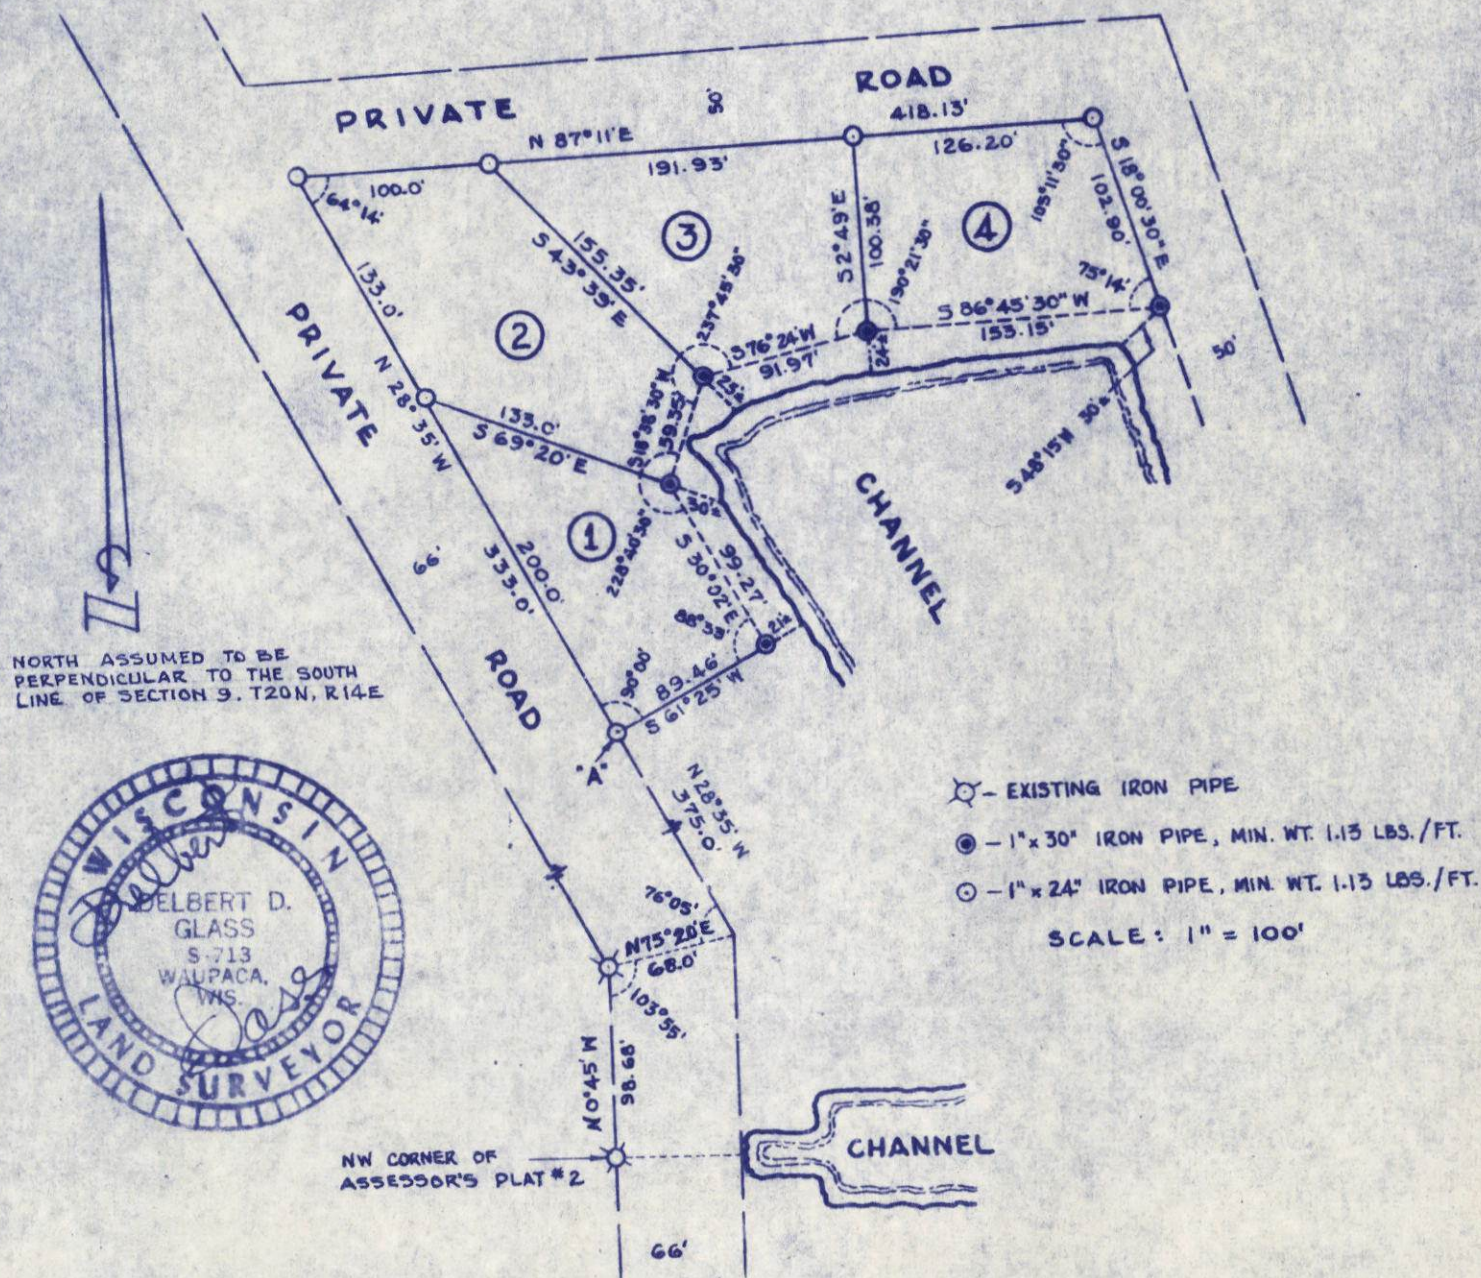 PRIVATE ROAD
50'
418.13'
N 87°11'E
100.0'
191.93'
126.20'
64°14'
105°11'30"
S 18°00'30" E
102.90'
S 2°49'E
100.38'
190°21'30"
75°14'
3
4
155.35'
S 43°39'E
237°45'30"
133.0'
2
S 76°24'W
91.97'
24'±
S 86°45'30" W
153.15'
50'
PRIVATE
N 28°35'W
25'±
59.35'
133.0'
S 69°20'E
S 48°15'W 30'±
CHANNEL
30'±
1
228°40'30"
66'
200.0'
333.0'
99.27'
S 30°02'E
88°33'
21'±
NORTH ASSUMED TO BE
PERPENDICULAR TO THE SOUTH
LINE OF SECTION 9. T20N, R14E
ROAD
90°00'
89.46'
S 61°25' W
"A"
N 28°35' W
375.0'
- EXISTING IRON PIPE
- 1" x 30" IRON PIPE, MIN. WT. 1.13 LBS./FT.
- 1" x 24" IRON PIPE, MIN. WT. 1.13 LBS./FT.
SCALE: 1" = 100'
WISCONSIN
DELBERT D.
GLASS
S-713
WAUPACA,
WIS.
LAND SURVEYOR
Delbert Glass
76°05'
N75°20'E
68.0'
103°55'
N 0°45' W
98.68'
NW CORNER OF
ASSESSOR'S PLAT #2
CHANNEL
66'